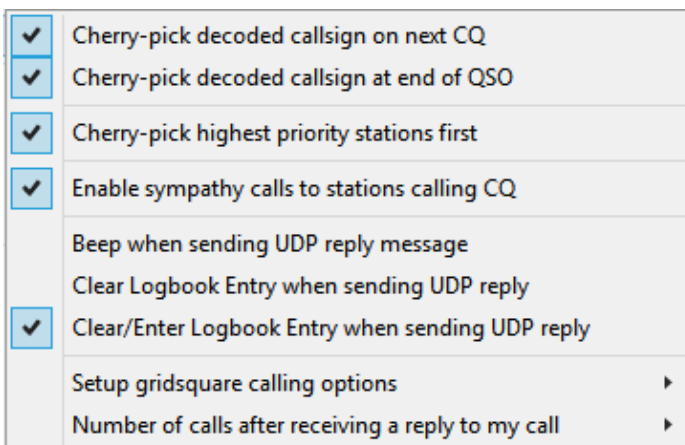 Cherry-pick decoded callsign on next CQ
Cherry-pick decoded callsign at end of QSO
Cherry-pick highest priority stations first
Enable sympathy calls to stations calling CQ
Beep when sending UDP reply message
Clear Logbook Entry when sending UDP reply
Clear/Enter Logbook Entry when sending UDP reply
Setup gridsquare calling options
Number of calls after receiving a reply to my call